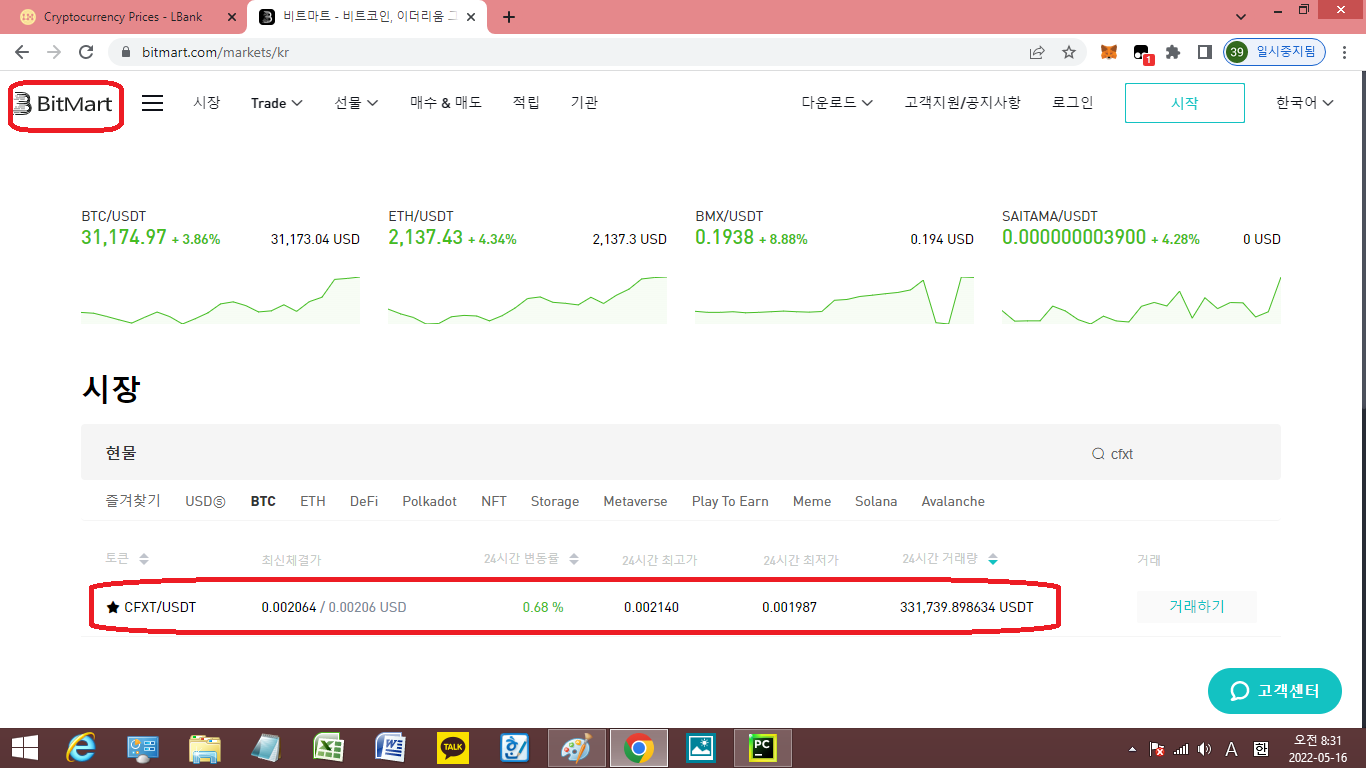 Cryptocurrency Prices - LBank
비트마트 - 비트코인, 이더리움 그
bitmart.com/markets/kr
1
39 일시중지됨
BitMart 시장 Trade 선물 매수 & 매도 적립 기관 다운로드 고객지원/공지사항 로그인 시작 한국어
BTC/USDT ETH/USDT BMX/USDT SAITAMA/USDT
31,174.97 + 3.86% 31,173.04 USD 2,137.43 + 4.34% 2,137.3 USD 0.1938 + 8.88% 0.194 USD 0.000000003900 + 4.28% 0 USD
시장
현물 cfxt
즐겨찾기 USDⓈ BTC ETH DeFi Polkadot NFT Storage Metaverse Play To Earn Meme Solana Avalanche
토큰 최신체결가 24시간 변동률 24시간 최고가 24시간 최저가 24시간 거래량 거래
CFXT/USDT 0.002064 / 0.00206 USD 0.68 % 0.002140 0.001987 331,739.898634 USDT 거래하기
고객센터
TALK PC A 한 오전 8:31
2022-05-16